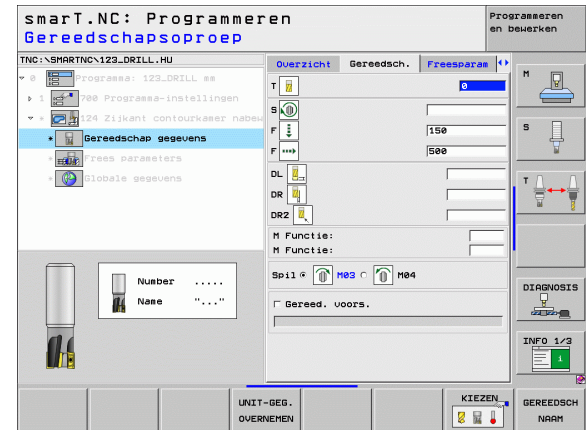 smarT.NC: Programmeren
Gereedschapsoproep
Programmeren
en bewerken
TNC:\SMARTNC\123_DRILL.HU
0 Programma: 123_DRILL mm
1 700 Programma-instellingen
* 124 Zijkant contourkamer nabew
* Gereedschap gegevens
* Frees parameters
* Globale gegevens
Overzicht Gereedsch. Freesparam
T 0
S
F 150
F 500
DL
DR
DR2
M Functie:
M Functie:
Spil M03 M04
Gereed. voors.
Number .....
Name "..."
M
S
T
DIAGNOSIS
INFO 1/3
i
UNIT-GEG.
OVERNEMEN
KIEZEN
GEREEDSCH
NAAM